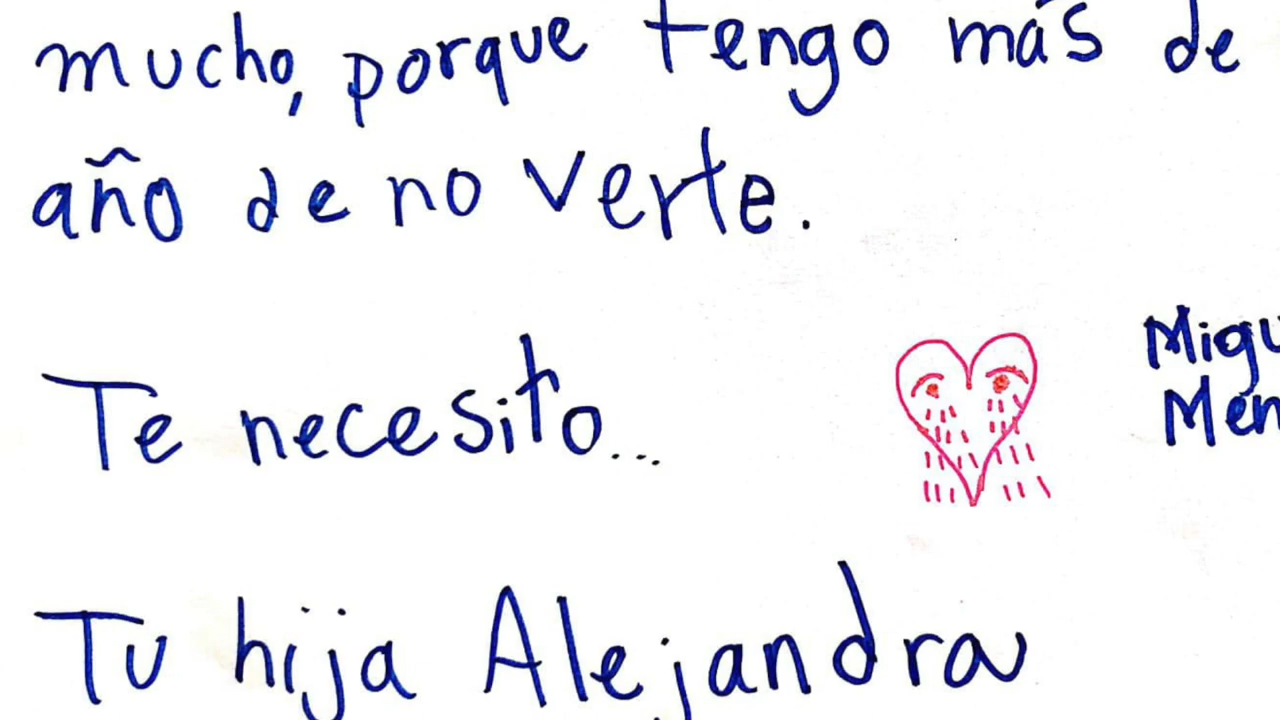 mucho, porque tengo más de
año de no verte.
Te necesito...
Tu hija Alejandra